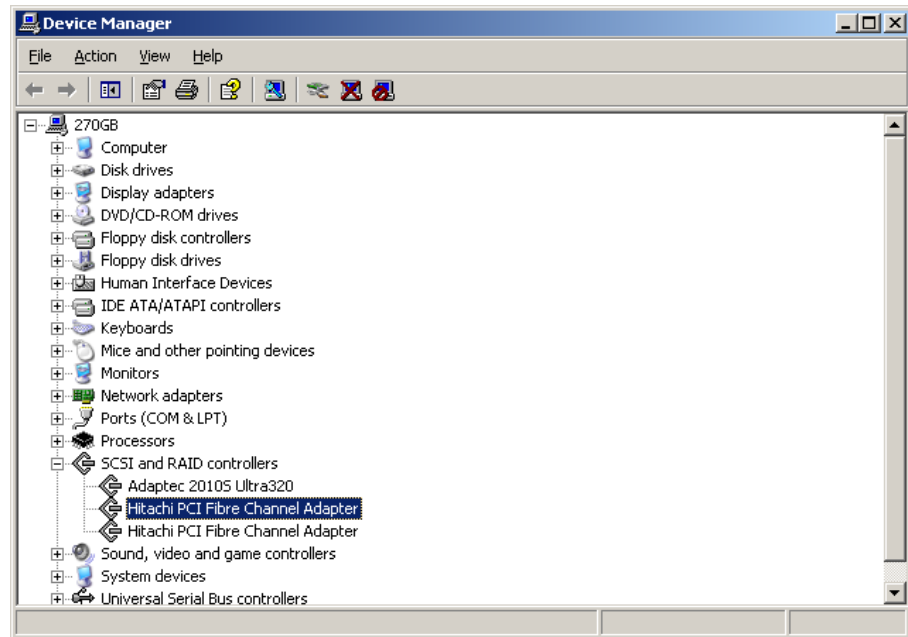 Device Manager
File Action View Help
270GB
Computer
Disk drives
Display adapters
DVD/CD-ROM drives
Floppy disk controllers
Floppy disk drives
Human Interface Devices
IDE ATA/ATAPI controllers
Keyboards
Mice and other pointing devices
Monitors
Network adapters
Ports (COM & LPT)
Processors
SCSI and RAID controllers
Adaptec 2010S Ultra320
Hitachi PCI Fibre Channel Adapter
Hitachi PCI Fibre Channel Adapter
Sound, video and game controllers
System devices
Universal Serial Bus controllers